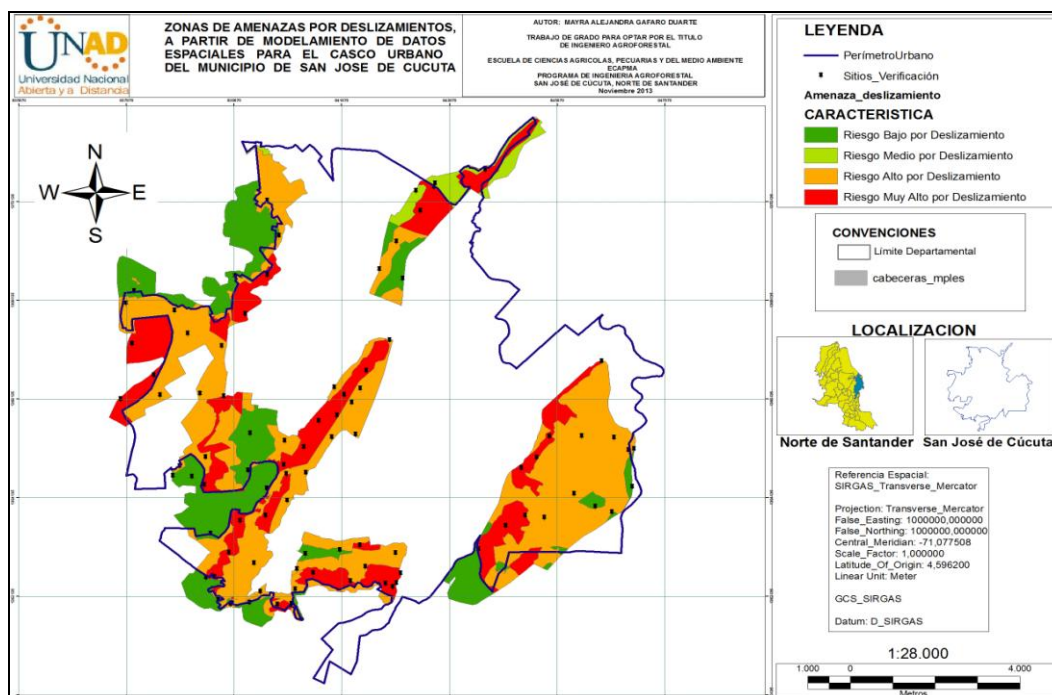 UNAD
Universidad Nacional
Abierta y a Distancia
ZONAS DE AMENAZAS POR DESLIZAMIENTOS,
A PARTIR DE MODELAMIENTO DE DATOS
ESPACIALES PARA EL CASCO URBANO
DEL MUNICIPIO DE SAN JOSE DE CUCUTA
AUTOR: MAYRA ALEJANDRA GAFARO DUARTE
TRABAJO DE GRADO PARA OPTAR POR EL TITULO
DE INGENIERO AGROFORESTAL
ESCUELA DE CIENCIAS AGRICOLAS, PECUARIAS Y DEL MEDIO AMBIENTE
ECAPMA
PROGRAMA DE INGENIERIA AGROFORESTAL
SAN JOSÉ DE CÚCUTA, NORTE DE SANTANDER
Noviembre 2013
N
W E
S
LEYENDA
PerímetroUrbano
Sitios_Verificación
Amenaza_deslizamiento
CARACTERISTICA
Riesgo Bajo por Deslizamiento
Riesgo Medio por Deslizamiento
Riesgo Alto por Deslizamiento
Riesgo Muy Alto por Deslizamiento
CONVENCIONES
Límite Departamental
cabeceras_mples
LOCALIZACION
Norte de Santander
San José de Cúcuta
Referencia Espacial:
SIRGAS_Transverse_Mercator
Projection: Transverse_Mercator
False_Easting: 1000000,000000
False_Northing: 1000000,000000
Central_Meridian: -71,077508
Scale_Factor: 1,000000
Latitude_Of_Origin: 4,596200
Linear Unit: Meter
GCS_SIRGAS
Datum: D_SIRGAS
1:28.000
1.000 0 4.000
Metros